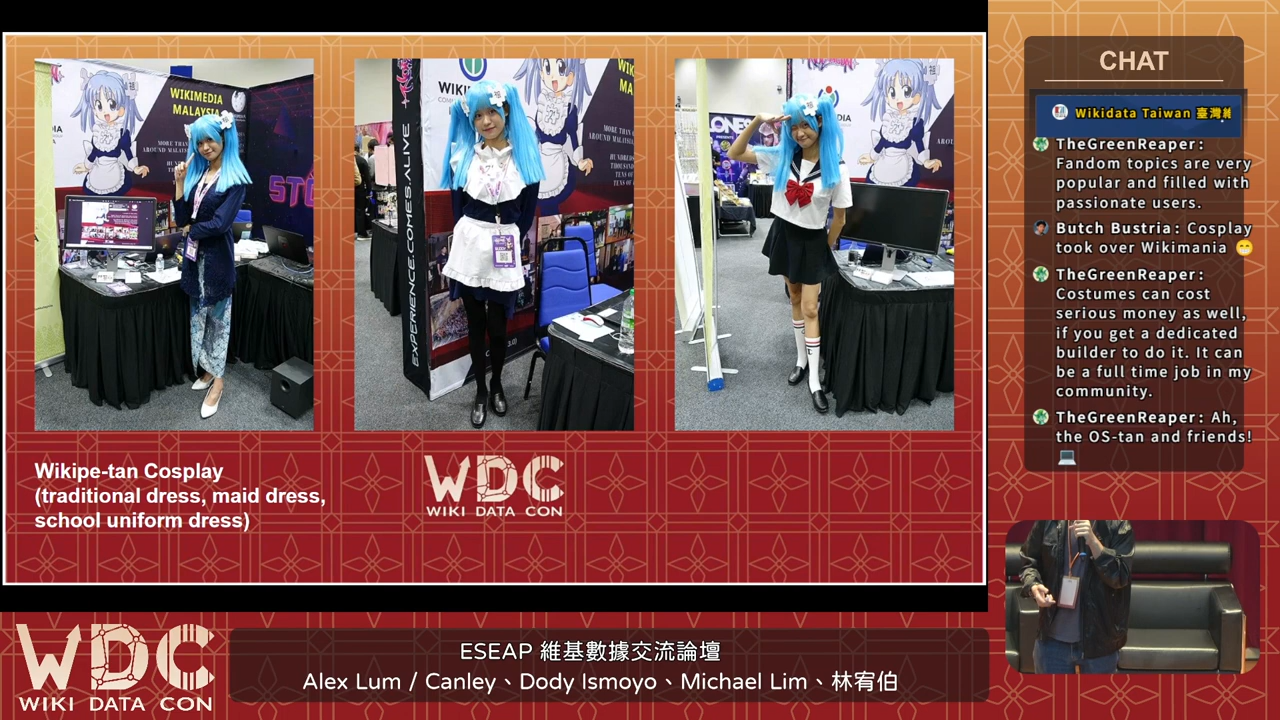 WIKIMEDIA
MALAYSIA
MORE THAN
AROUND MALAYSIA
EXPERIENCE.COMES.ALIVE
Wikipe-tan Cosplay
(traditional dress, maid dress,
school uniform dress)
WDC
WIKI DATA CON
CHAT
Wikidata Taiwan 臺灣維
TheGreenReaper:
Fandom topics are very
popular and filled with
passionate users.
Butch Bustria: Cosplay
took over Wikimania 😁
TheGreenReaper:
Costumes can cost
serious money as well,
if you get a dedicated
builder to do it. It can
be a full time job in my
community.
TheGreenReaper: Ah,
the OS-tan and friends!
💻
WDC
WIKI DATA CON
ESEAP 維基數據交流論壇
Alex Lum / Canley、Dody Ismoyo、Michael Lim、林宥伯